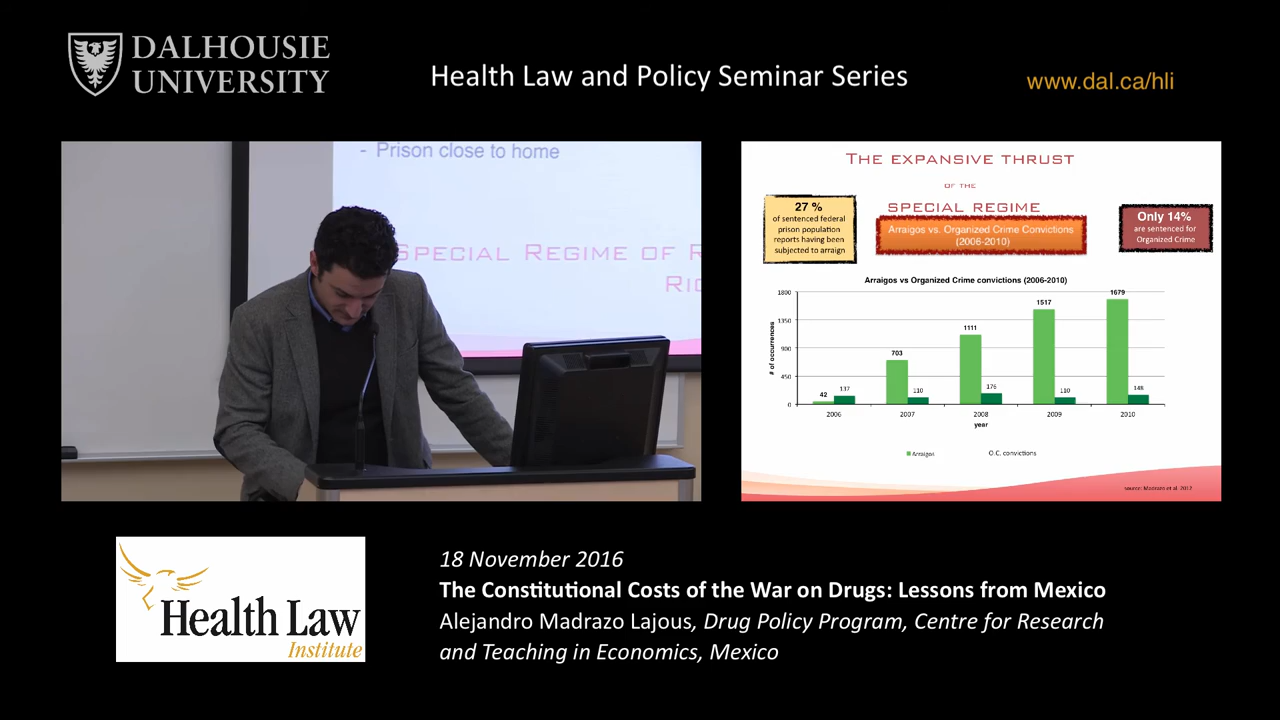 DALHOUSIE
UNIVERSITY
Health Law and Policy Seminar Series
www.dal.ca/hli
- Prison close to home
SPECIAL REGIME OF R
RIG
THE EXPANSIVE THRUST
OF THE
SPECIAL REGIME
27 %
of sentenced federal
prison population
reports having been
subjected to arraign
Arraigos vs. Organized Crime Convictions
(2006-2010)
Only 14%
are sentenced for
Organized Crime
Arraigos vs Organized Crime convictions (2006-2010)
# of occurrences
1800
1350
900
450
0
42
137
703
110
1111
176
1517
110
1679
148
2006
2007
2008
2009
2010
year
Arraigos
O.C. convictions
source: Madrazo et al. 2012
Health Law
Institute
18 November 2016
The Constitutional Costs of the War on Drugs: Lessons from Mexico
Alejandro Madrazo Lajous, Drug Policy Program, Centre for Research
and Teaching in Economics, Mexico